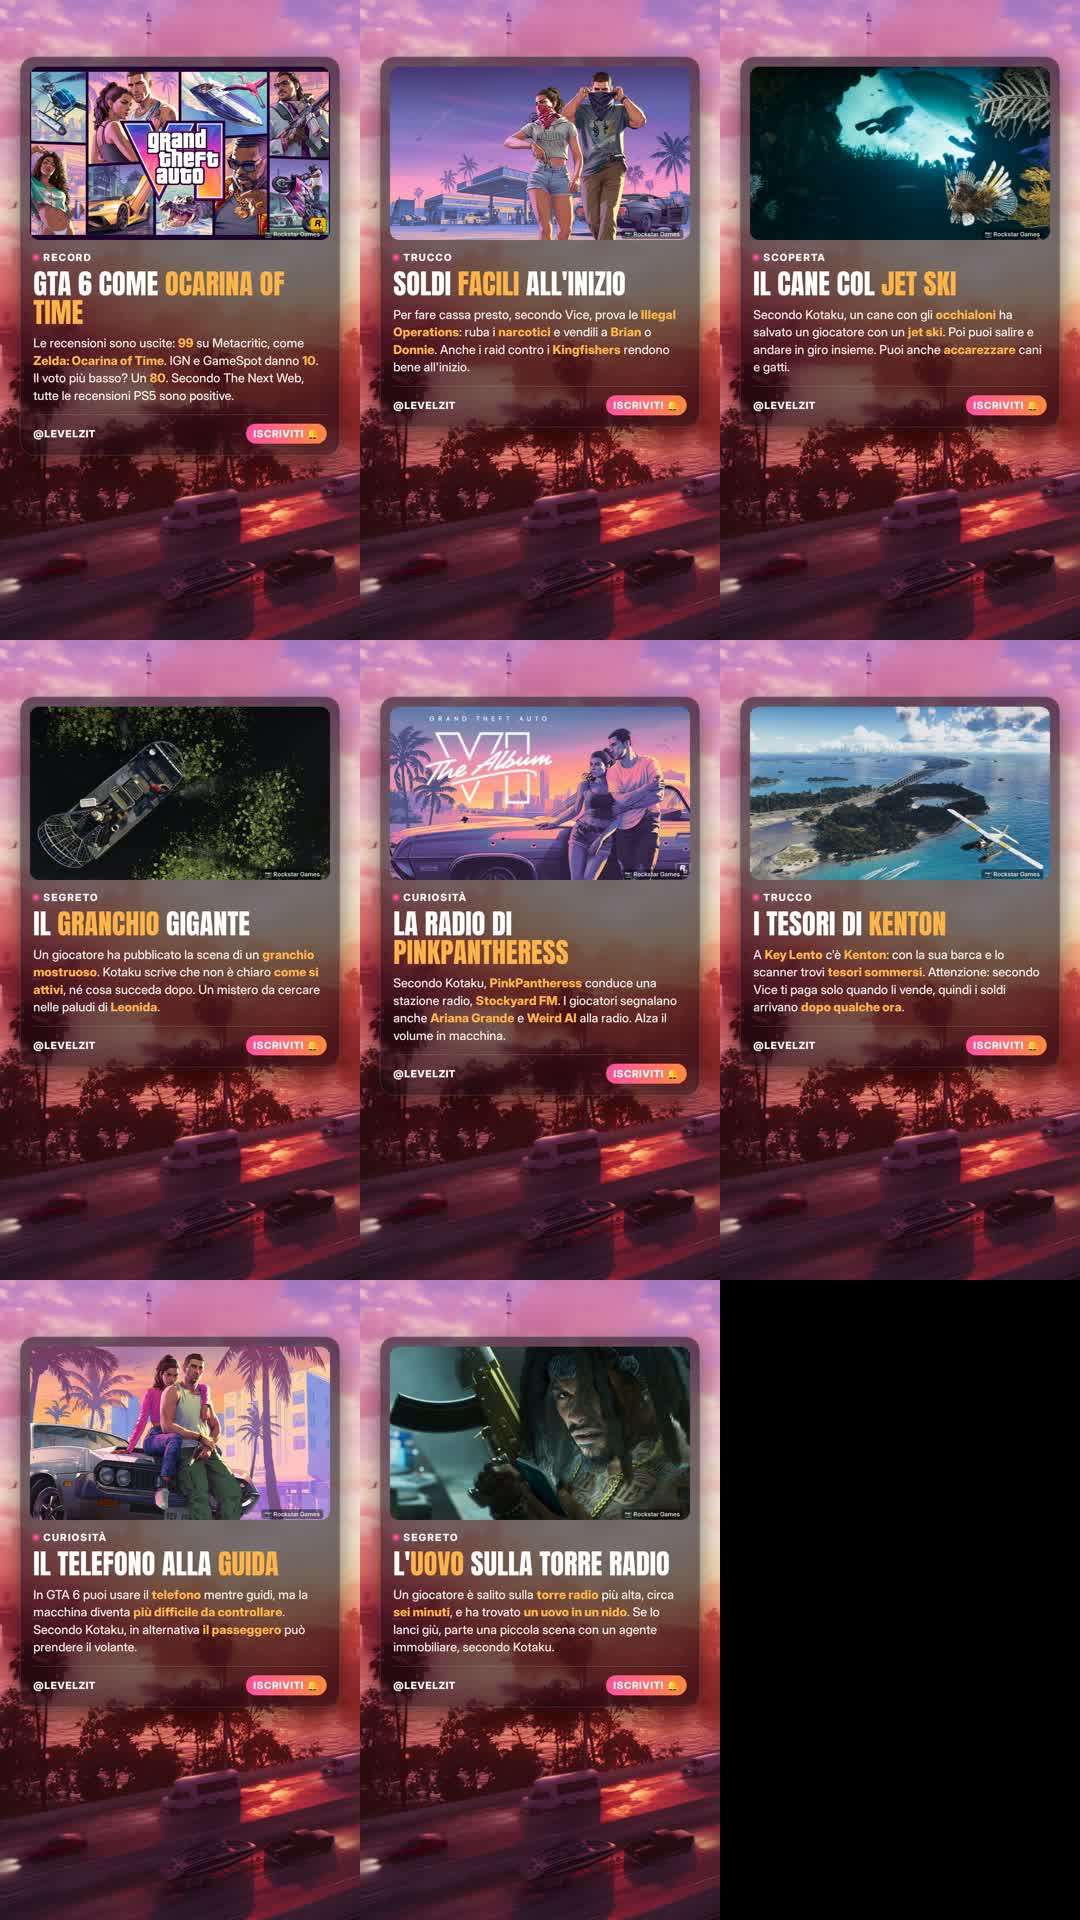 grand
theft
auto
VI
R
Rockstar Games
RECORD
GTA 6 COME OCARINA OF
TIME
Le recensioni sono uscite: 99 su Metacritic, come
Zelda: Ocarina of Time. IGN e GameSpot danno 10.
Il voto più basso? Un 80. Secondo The Next Web,
tutte le recensioni PS5 sono positive.
@LEVELZIT
ISCRIVITI 🔔
Rockstar Games
TRUCCO
SOLDI FACILI ALL'INIZIO
Per fare cassa presto, secondo Vice, prova le Illegal
Operations: ruba i narcotici e vendili a Brian o
Donnie. Anche i raid contro i Kingfishers rendono
bene all'inizio.
@LEVELZIT
ISCRIVITI 🔔
Rockstar Games
SCOPERTA
IL CANE COL JET SKI
Secondo Kotaku, un cane con gli occhialoni ha
salvato un giocatore con un jet ski. Poi puoi salire e
andare in giro insieme. Puoi anche accarezzare cani
e gatti.
@LEVELZIT
ISCRIVITI 🔔
Rockstar Games
SEGRETO
IL GRANCHIO GIGANTE
Un giocatore ha pubblicato la scena di un granchio
mostruoso. Kotaku scrive che non è chiaro come si
attivi, né cosa succeda dopo. Un mistero da cercare
nelle paludi di Leonida.
@LEVELZIT
ISCRIVITI 🔔
GRAND THEFT AUTO
VI
The Album
R
Rockstar Games
CURIOSITÀ
LA RADIO DI
PINKPANTHERESS
Secondo Kotaku, PinkPantheress conduce una
stazione radio, Stockyard FM. I giocatori segnalano
anche Ariana Grande e Weird Al alla radio. Alza il
volume in macchina.
@LEVELZIT
ISCRIVITI 🔔
Rockstar Games
TRUCCO
I TESORI DI KENTON
A Key Lento c'è Kenton: con la sua barca e lo
scanner trovi tesori sommersi. Attenzione: secondo
Vice ti paga solo quando li vende, quindi i soldi
arrivano dopo qualche ora.
@LEVELZIT
ISCRIVITI 🔔
Rockstar Games
CURIOSITÀ
IL TELEFONO ALLA GUIDA
In GTA 6 puoi usare il telefono mentre guidi, ma la
macchina diventa più difficile da controllare.
Secondo Kotaku, in alternativa il passeggero può
prendere il volante.
@LEVELZIT
ISCRIVITI 🔔
Rockstar Games
SEGRETO
L'UOVO SULLA TORRE RADIO
Un giocatore è salito sulla torre radio più alta, circa
sei minuti, e ha trovato un uovo in un nido. Se lo
lanci giù, parte una piccola scena con un agente
immobiliare, secondo Kotaku.
@LEVELZIT
ISCRIVITI 🔔